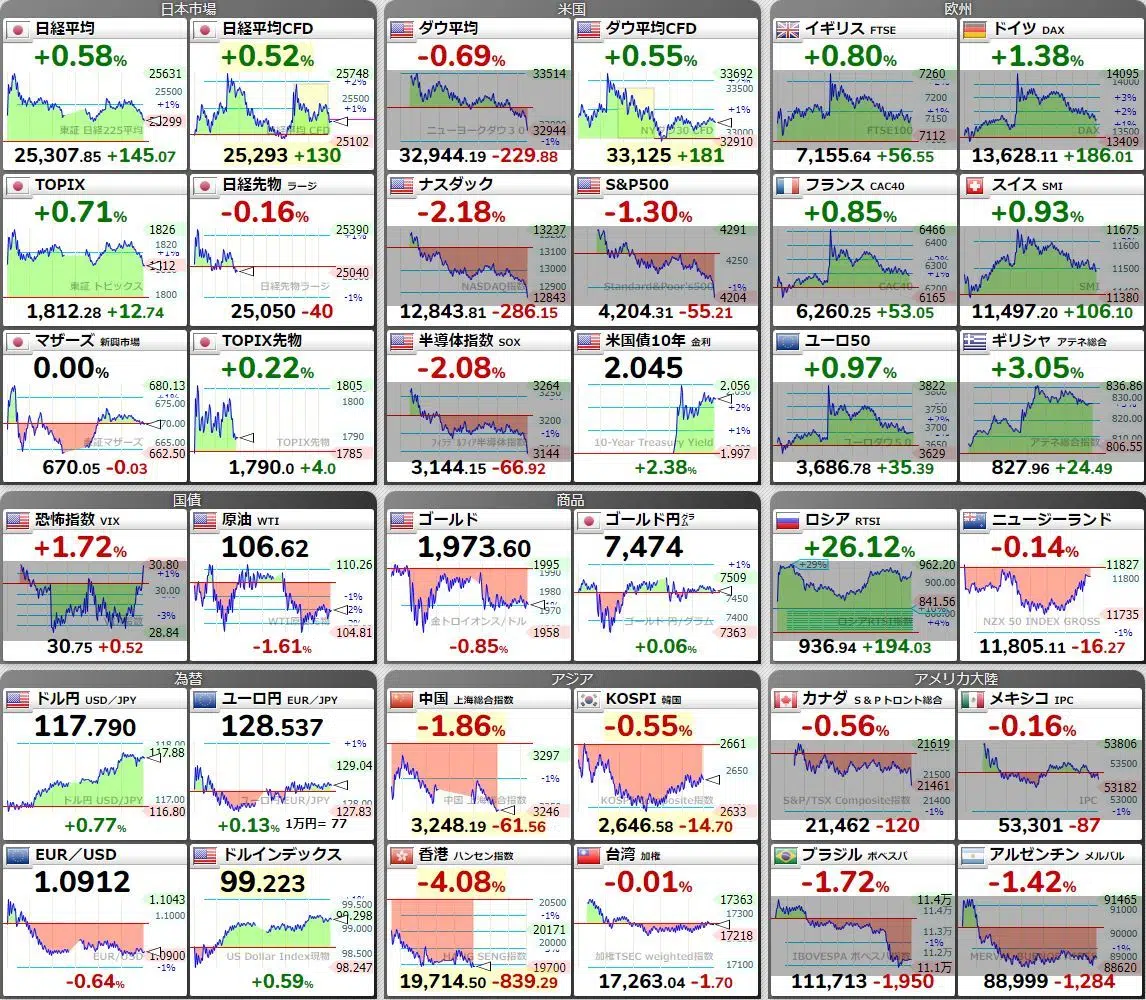 日本市場
日経平均
+0.58%
25631
25500
+1%
299
東証 日経225平均
25,307.85 +145.07
日経平均CFD
+0.52%
25748
+2%
25500
+1%
25102
25,293 +130
TOPIX
+0.71%
1826
1820
+1%
312
1800
東証 トピックス
1,812.28 +12.74
日経先物 ラージ
-0.16%
25390
25040
-1%
日経先物ラージ
25,050 -40
マザーズ 新興市場
0.00%
680.13
675.00
70.00
665.00
662.50
東証マザーズ
670.05 -0.03
TOPIX先物
+0.22%
1805
1800
1790
1785
TOPIX先物
1,790.0 +4.0
米国
ダウ平均
-0.69%
33514
32944
-1%
ニューヨークダウ30
32,944.19 -229.88
ダウ平均CFD
+0.55%
33692
33500
+1%
33000
32910
33,125 +181
ナスダック
-2.18%
13237
13200
13100
13000
12900
12843
NASDAQ指数
12,843.81 -286.15
S&P500
-1.30%
4291
4250
4204
Standard&Poor's500
4,204.31 -55.21
半導体指数 SOX
-2.08%
3264
3250
3200
3150
3144
フィラデルフィア半導体指数
3,144.15 -66.92
米国債10年 金利
2.045
2.056
+2%
+1%
1.997
10-Year Treasury Yield
+2.38%
欧州
イギリス FTSE
+0.80%
7260
7200
+1%
7150
7112
FTSE100
7,155.64 +56.55
ドイツ DAX
+1.38%
14095
14000
+3%
+2%
+1%
13409
DAX
13,628.11 +186.01
フランス CAC40
+0.85%
6466
6400
6300
+1%
6200
6165
CAC40
6,260.25 +53.05
スイス SMI
+0.93%
11675
11600
+1%
11500
11380
SMI
11,497.20 +106.10
ユーロ50
+0.97%
3822
3750
+2%
3700
3650
3629
ユーロダウ50
3,686.78 +35.39
ギリシャ アテネ総合
+3.05%
836.86
830.00
820.00
810.00
806.55
アテネ総合指数
827.96 +24.49
国債
恐怖指数 VIX
+1.72%
30.80
+1%
30.00
-3%
28.84
30.75 +0.52
原油 WTI
106.62
110.26
-1%
-2%
104.81
-1.61%
商品
ゴールド
1,973.60
1995
1990
1980
1970
1958
金トロイオンス/ドル
-0.85%
ゴールド円 グラム
7,474
7509
7450
7400
7363
ゴールド 円/グラム
+0.06%
ロシア RTSI
+26.12%
+29%
962.20
900.00
841.56
+4%
ロシアRTSI指数
936.94 +194.03
ニュージーランド
-0.14%
11827
11800
11735
-1%
NZX 50 INDEX GROSS
11,805.11 -16.27
為替
ドル円 USD/JPY
117.790
118.00
117.88
117.00
116.80
ドル円 USD/JPY
+0.77%
ユーロ円 EUR/JPY
128.537
+1%
129.04
128.00
127.83
ユーロ円 EUR/JPY
+0.13% 1万円= 77
EUR/USD
1.0912
1.1043
1.1000
1.0900
-1%
EUR/USD
-0.64%
ドルインデックス
99.223
99.500
99.298
99.000
98.500
98.247
US Dollar Index現物
+0.59%
アジア
中国 上海総合指数
-1.86%
3297
-1%
3246
中国 上海総合指数
3,248.19 -61.56
KOSPI 韓国
-0.55%
2661
2650
2633
KOSPI Composite指数
2,646.58 -14.70
香港 ハンセン指数
-4.08%
20500
-1%
20171
20000
-3%
19700
HANG SENG指数
19,714.50 -839.29
台湾 加権
-0.01%
17363
17300
17218
17100
加権TSEC weighted指数
17,263.04 -1.70
アメリカ大陸
カナダ S&Pトロント総合
-0.56%
21619
21500
21461
21400
-1%
S&P/TSX Composite指数
21,462 -120
メキシコ IPC
-0.16%
53806
53500
53182
53000
-1%
IPC
53,301 -87
ブラジル ボベスパ
-1.72%
11.4万
11.4万
11.3万
-1%
11.2万
11.1万
IBOVESPA ボベスパ指数
111,713 -1,950
アルゼンチン メルバル
-1.42%
91465
91000
90000
-1%
89000
88620
88,999 -1,284